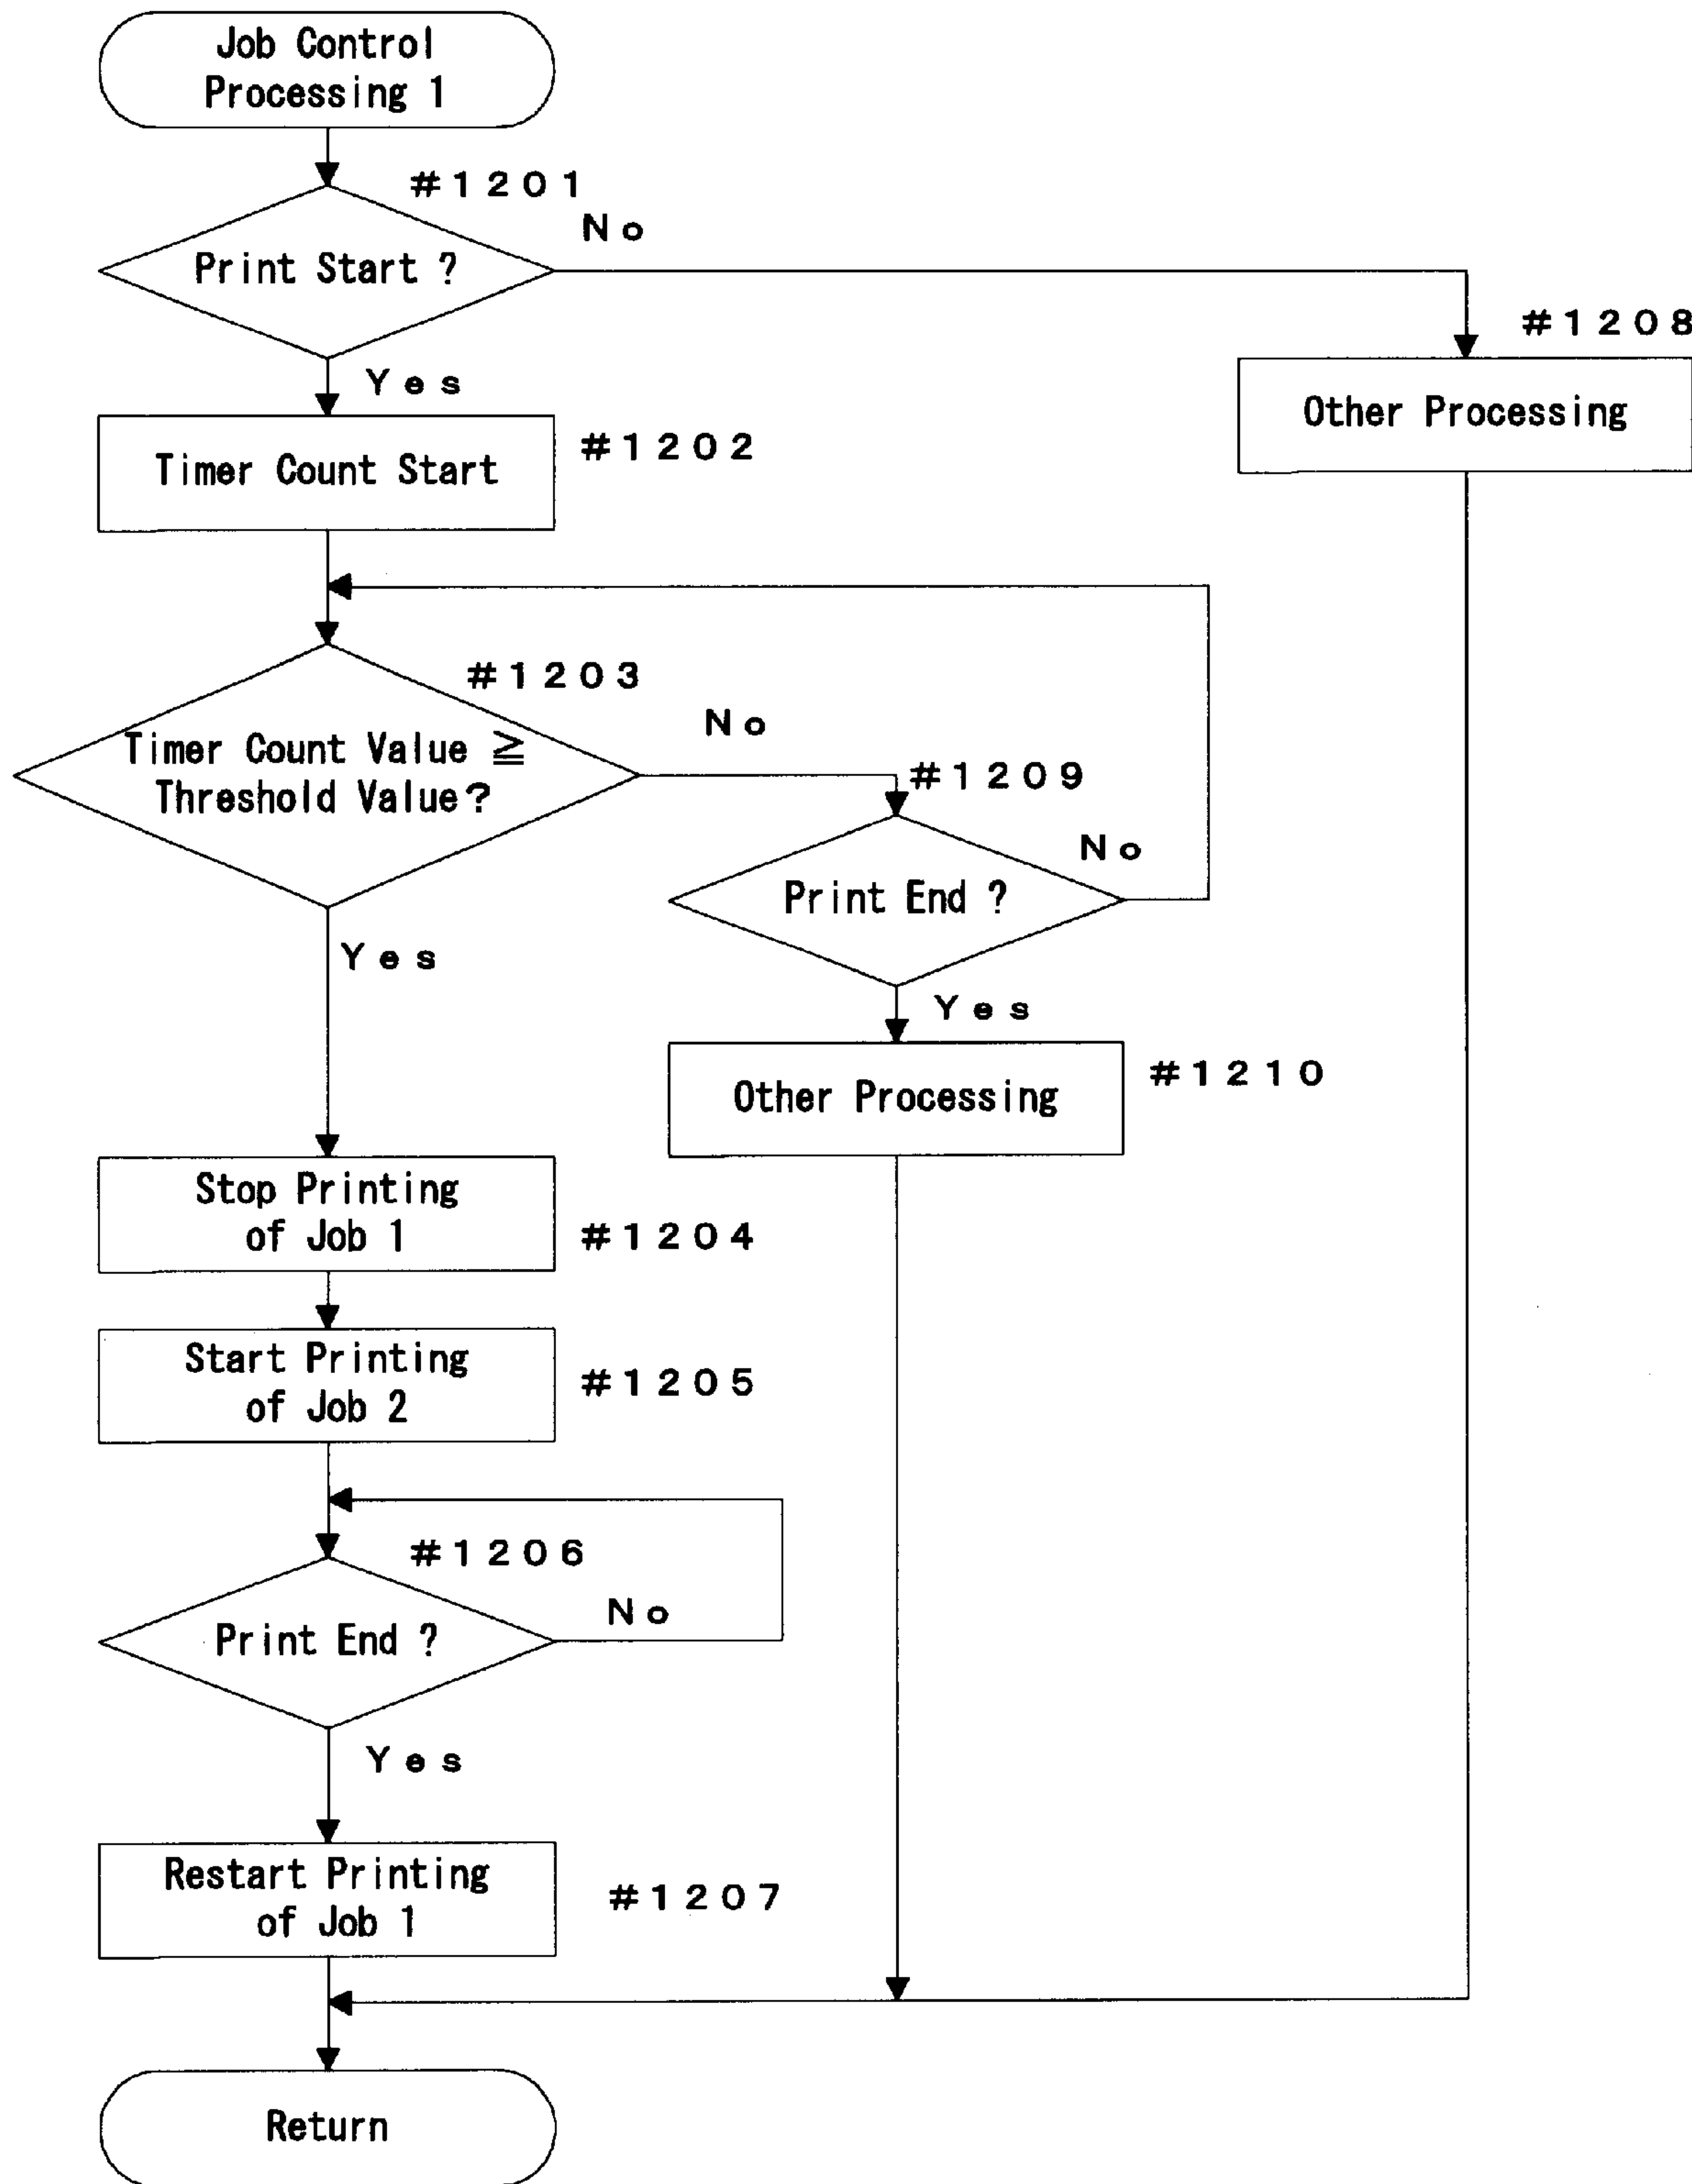 Job Control
Processing 1
#1201
No
Print Start ?
#1208
Yes
Other Processing
#1202
Timer Count Start
#1203
No
Timer Count Value ≧
Threshold Value?
#1209
No
Print End ?
Yes
Yes
#1210
Other Processing
Stop Printing
of Job 1
#1204
Start Printing
of Job 2
#1205
#1206
No
Print End ?
Yes
Restart Printing
of Job 1
#1207
Return